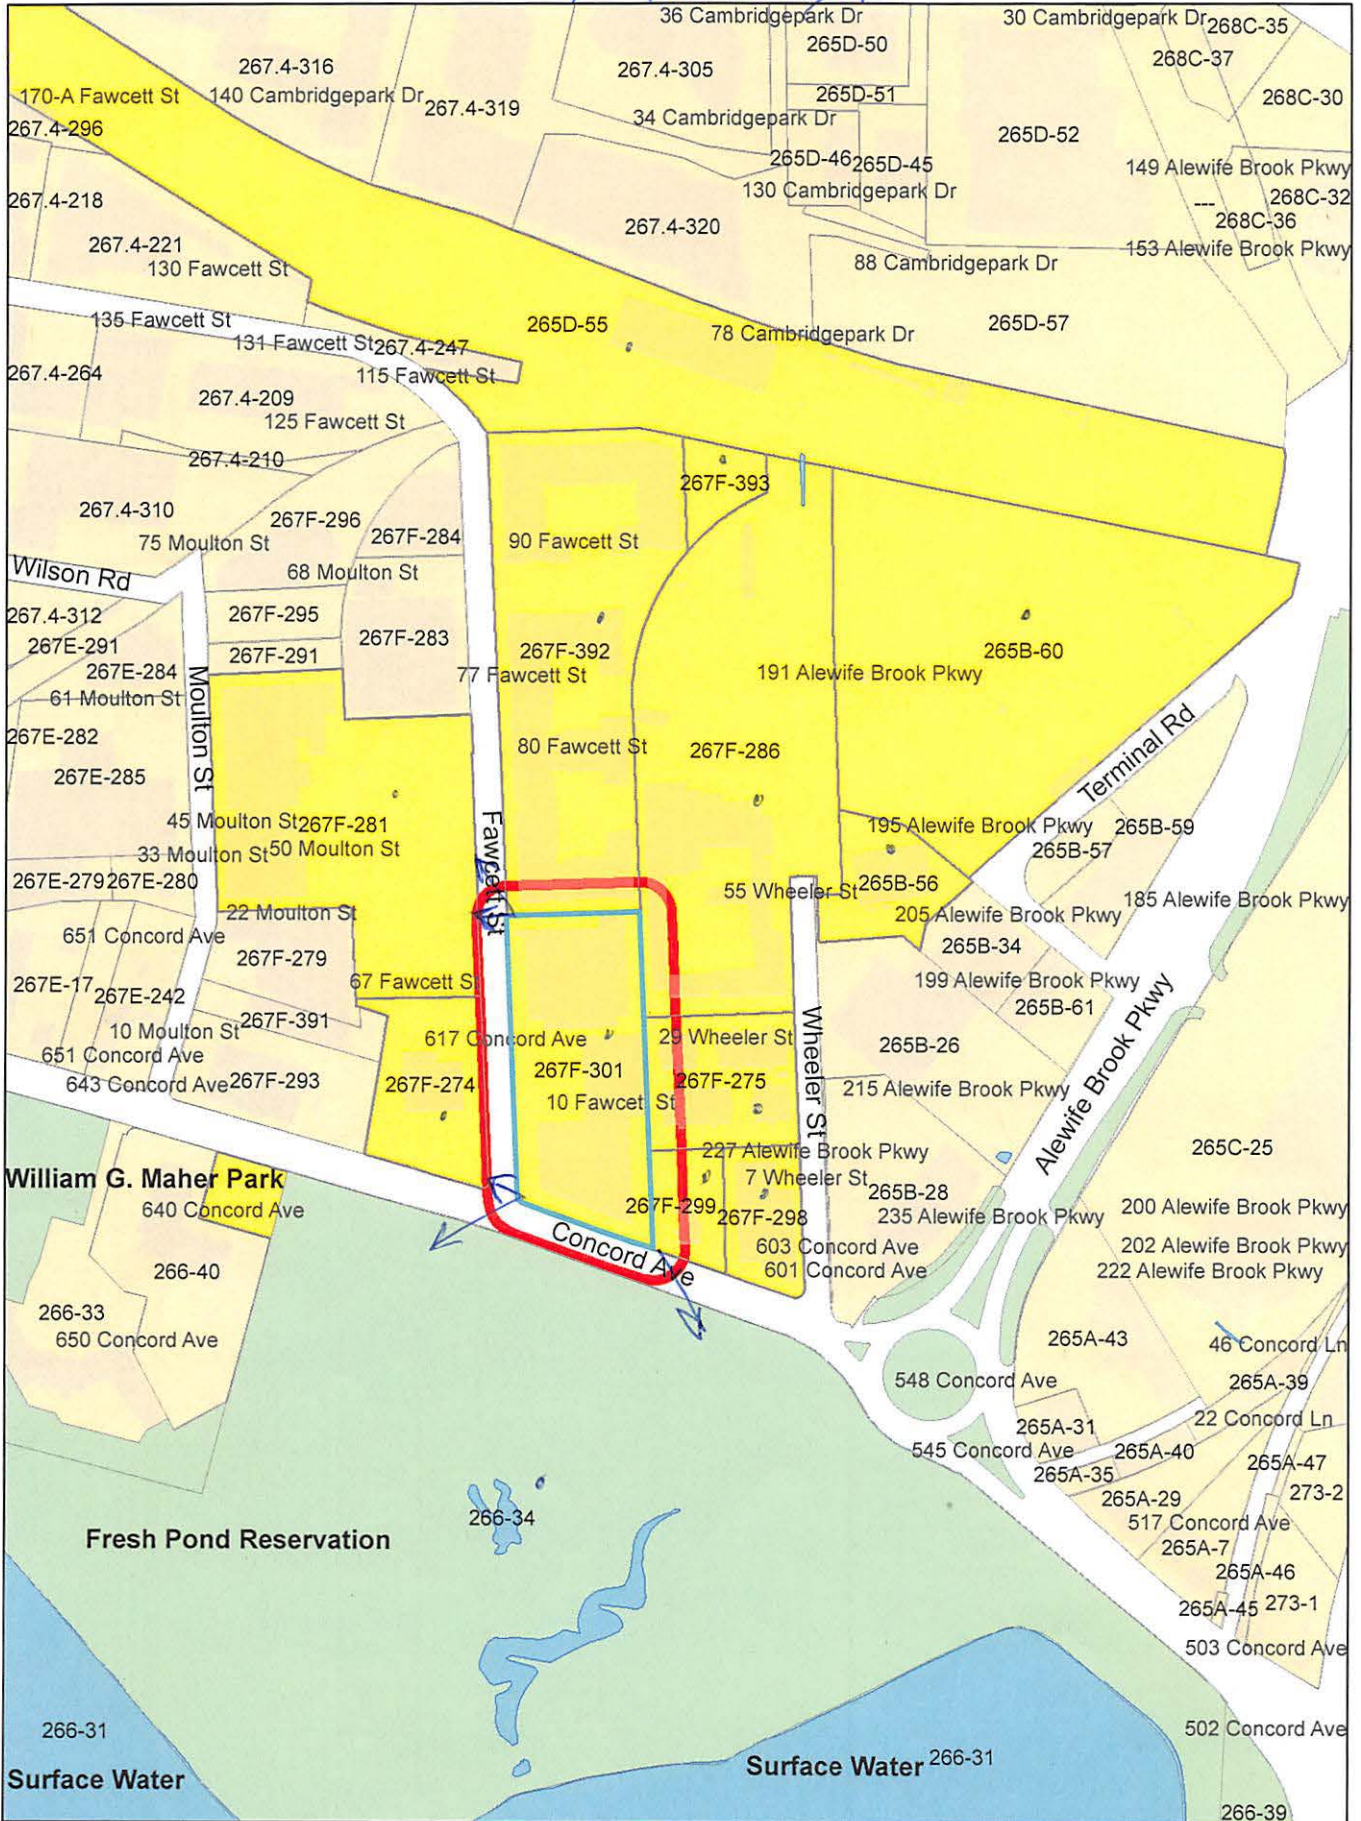 36 Cambridgepark Dr
30 Cambridgepark Dr
268C-35
265D-50
268C-37
267.4-316
267.4-305
170-A Fawcett St
140 Cambridgepark Dr
267.4-319
265D-51
268C-30
34 Cambridgepark Dr
267.4-296
265D-52
265D-46
265D-45
149 Alewife Brook Pkwy
130 Cambridgepark Dr
267.4-218
---
268C-32
268C-36
267.4-320
267.4-221
153 Alewife Brook Pkwy
130 Fawcett St
88 Cambridgepark Dr
135 Fawcett St
265D-55
265D-57
131 Fawcett St
267.4-247
78 Cambridgepark Dr
267.4-264
115 Fawcett St
267.4-209
125 Fawcett St
267.4-210
267F-393
267.4-310
267F-296
267F-284
75 Moulton St
90 Fawcett St
Wilson Rd
68 Moulton St
267.4-312
267F-295
267F-283
267E-291
267F-291
267F-392
265B-60
267E-284
77 Fawcett St
191 Alewife Brook Pkwy
61 Moulton St
Moulton St
267E-282
80 Fawcett St
267F-286
Terminal Rd
267E-285
45 Moulton St
267F-281
195 Alewife Brook Pkwy
265B-59
33 Moulton St
50 Moulton St
265B-57
Fawcett St
267E-279
267E-280
55 Wheeler St
265B-56
185 Alewife Brook Pkwy
22 Moulton St
205 Alewife Brook Pkwy
651 Concord Ave
265B-34
267F-279
267E-17
67 Fawcett St
199 Alewife Brook Pkwy
267E-242
265B-61
10 Moulton St
267F-391
617 Concord Ave
29 Wheeler St
Wheeler St
265B-26
651 Concord Ave
267F-301
643 Concord Ave
267F-293
267F-274
267F-275
215 Alewife Brook Pkwy
Alewife Brook Pkwy
10 Fawcett St
227 Alewife Brook Pkwy
265C-25
William G. Maher Park
7 Wheeler St
640 Concord Ave
267F-299
267F-298
265B-28
235 Alewife Brook Pkwy
200 Alewife Brook Pkwy
Concord Ave
603 Concord Ave
202 Alewife Brook Pkwy
266-40
601 Concord Ave
222 Alewife Brook Pkwy
266-33
650 Concord Ave
265A-43
46 Concord Ln
548 Concord Ave
265A-39
265A-31
22 Concord Ln
545 Concord Ave
265A-40
265A-47
265A-35
273-2
265A-29
266-34
517 Concord Ave
Fresh Pond Reservation
265A-7
265A-46
265A-45
273-1
503 Concord Ave
266-31
502 Concord Ave
Surface Water
Surface Water
266-31
266-39